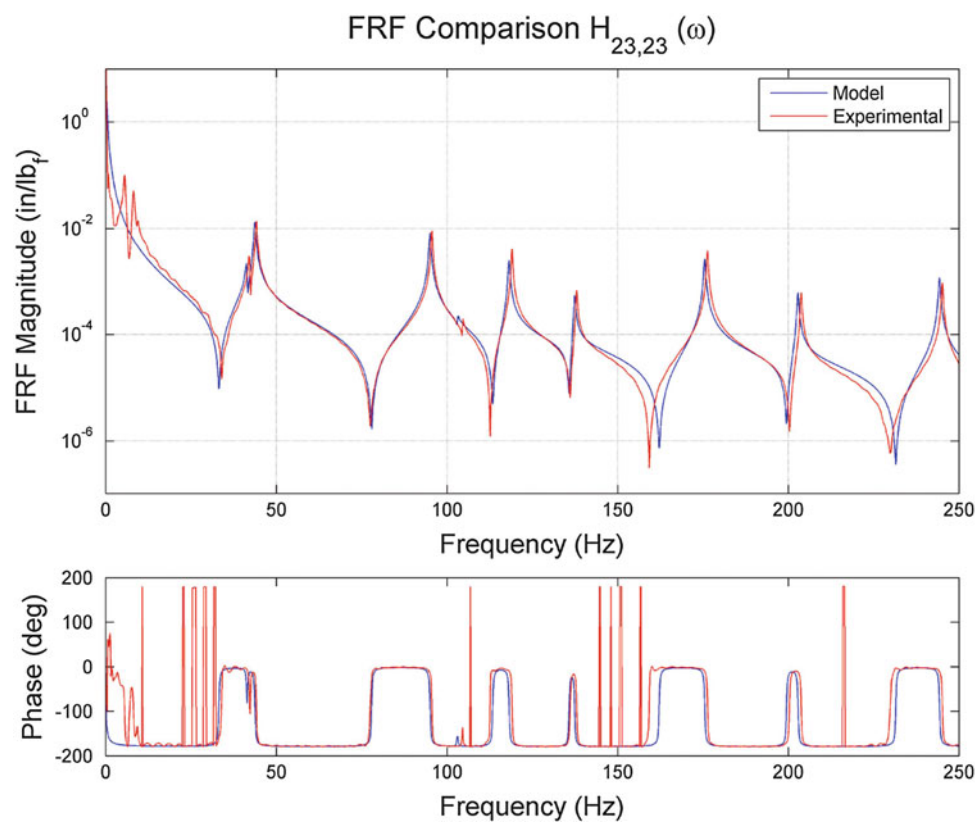 FRF Comparison H23,23 (ω)
Model
Experimental
FRF Magnitude (in/lbf)
10^0
10^-2
10^-4
10^-6
0 50 100 150 200 250
Frequency (Hz)
Phase (deg)
200
100
0
-100
-200
0 50 100 150 200 250
Frequency (Hz)